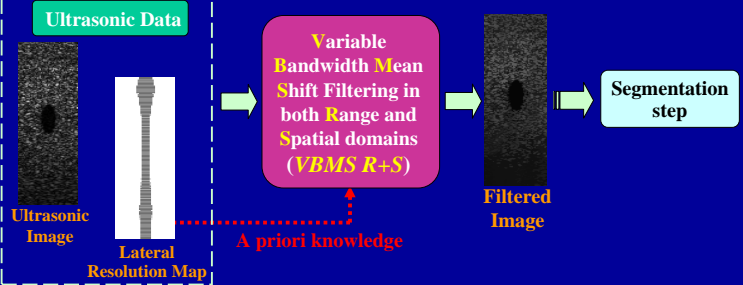 Ultrasonic Data
Ultrasonic
Image
Lateral
Resolution Map
Variable
Bandwidth Mean
Shift Filtering in
both Range and
Spatial domains
(VBMS R+S)
A priori knowledge
Filtered
Image
Segmentation
step